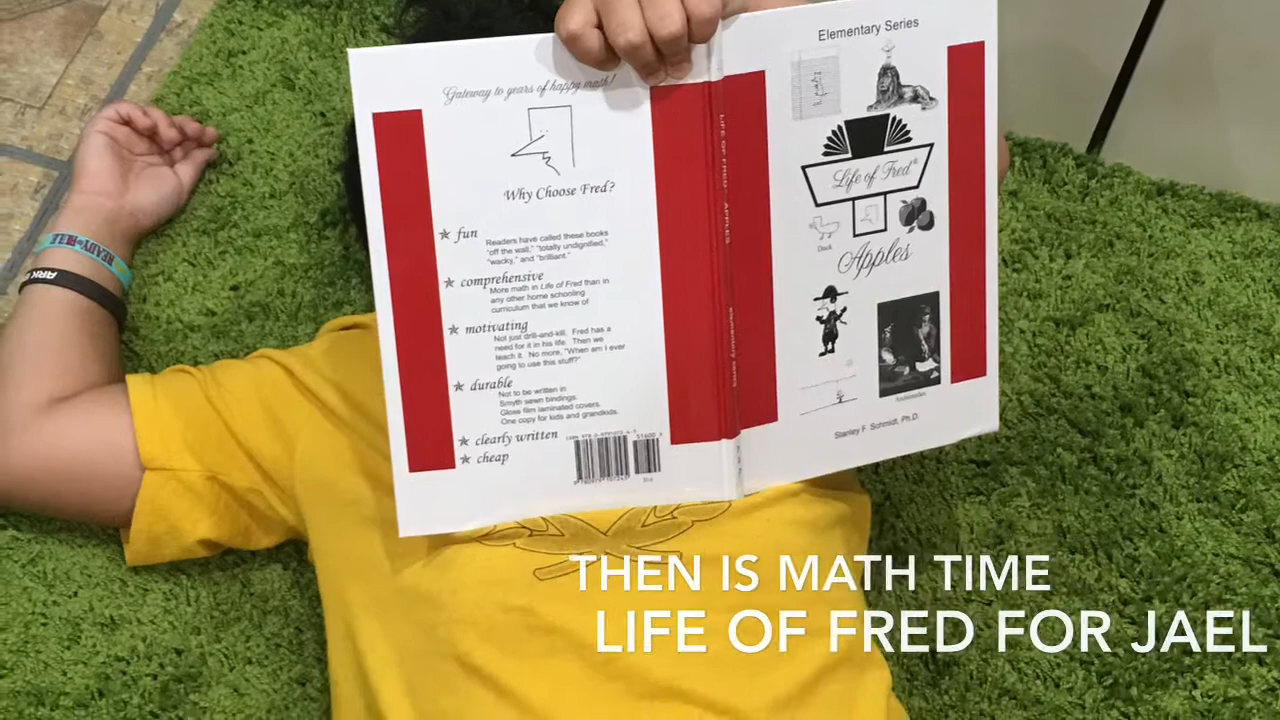 Gateway to years of happy math!
Why Choose Fred?
fun
Readers have called these books
"off the wall," "totally undignified,"
"wacky," and "brilliant."
comprehensive
More math in Life of Fred than in
any other home schooling
curriculum that we know of
motivating
Not just drill-and-kill. Fred has a
need for it in his life. Then we
teach it. No more, "When am I ever
going to use this stuff?"
durable
Not to be written in
Smyth sewn bindings.
Gloss film laminated covers.
One copy for kids and grandkids.
clearly written
cheap
51600
LIFE OF FRED - APPLES
elementary series
Elementary Series
Life of Fred®
Duck
Apples
Archimedes
Stanley F. Schmidt, Ph.D.
READY
ARK
THEN IS MATH TIME
LIFE OF FRED FOR JAEL